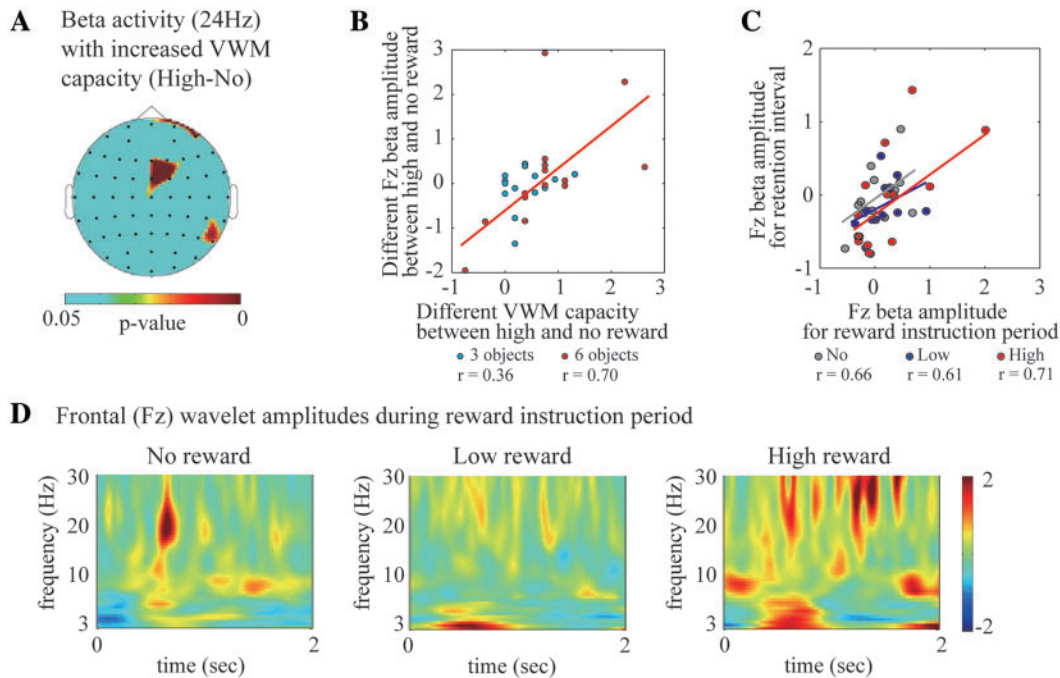 A
Beta activity (24Hz)
with increased VWM
capacity (High-No)
0.05
0
p-value
B
Different Fz beta amplitude
between high and no reward
3
2
1
0
-1
-2
-1
0
1
2
3
Different VWM capacity
between high and no reward
3 objects
6 objects
r = 0.36
r = 0.70
C
Fz beta amplitude
for retention interval
2
1
0
-1
-1
0
1
2
3
Fz beta amplitude
for reward instruction period
No
Low
High
r = 0.66
r = 0.61
r = 0.71
D
Frontal (Fz) wavelet amplitudes during reward instruction period
No reward
frequency (Hz)
30
20
10
3
0
2
time (sec)
Low reward
frequency (Hz)
30
20
10
3
0
2
time (sec)
High reward
frequency (Hz)
30
20
10
3
0
2
time (sec)
2
-2